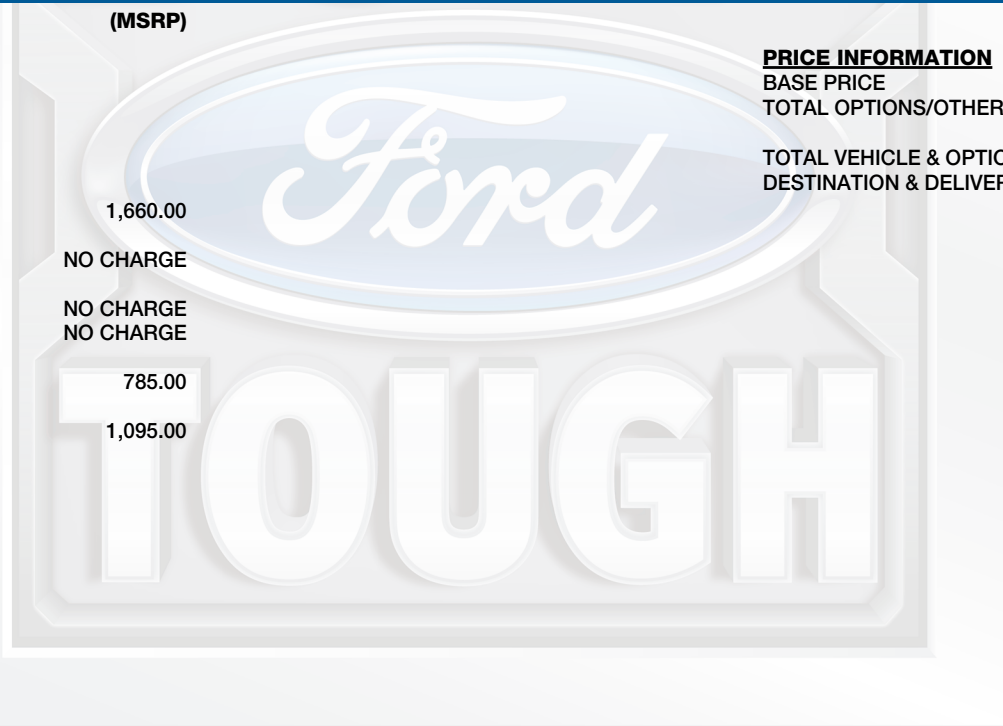 (MSRP)
1,660.00
NO CHARGE
NO CHARGE
NO CHARGE
785.00
1,095.00
PRICE INFORMATION
BASE PRICE
TOTAL OPTIONS/OTHER
TOTAL VEHICLE & OPTIO
DESTINATION & DELIVER
Ford
TOUGH